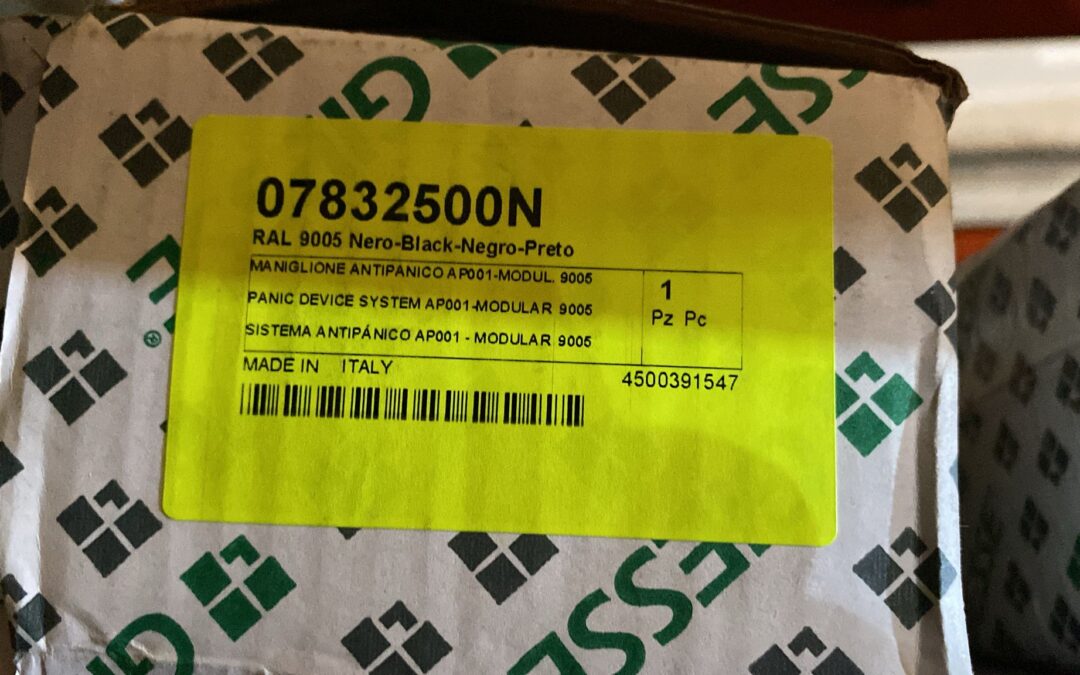 07832500N
RAL 9005 Nero-Black-Negro-Preto
MANIGLIONE ANTIPANICO AP001-MODUL. 9005
PANIC DEVICE SYSTEM AP001-MODULAR 9005
SISTEMA ANTIPÁNICO AP001 - MODULAR 9005
1
Pz Pc
MADE IN ITALY
4500391547